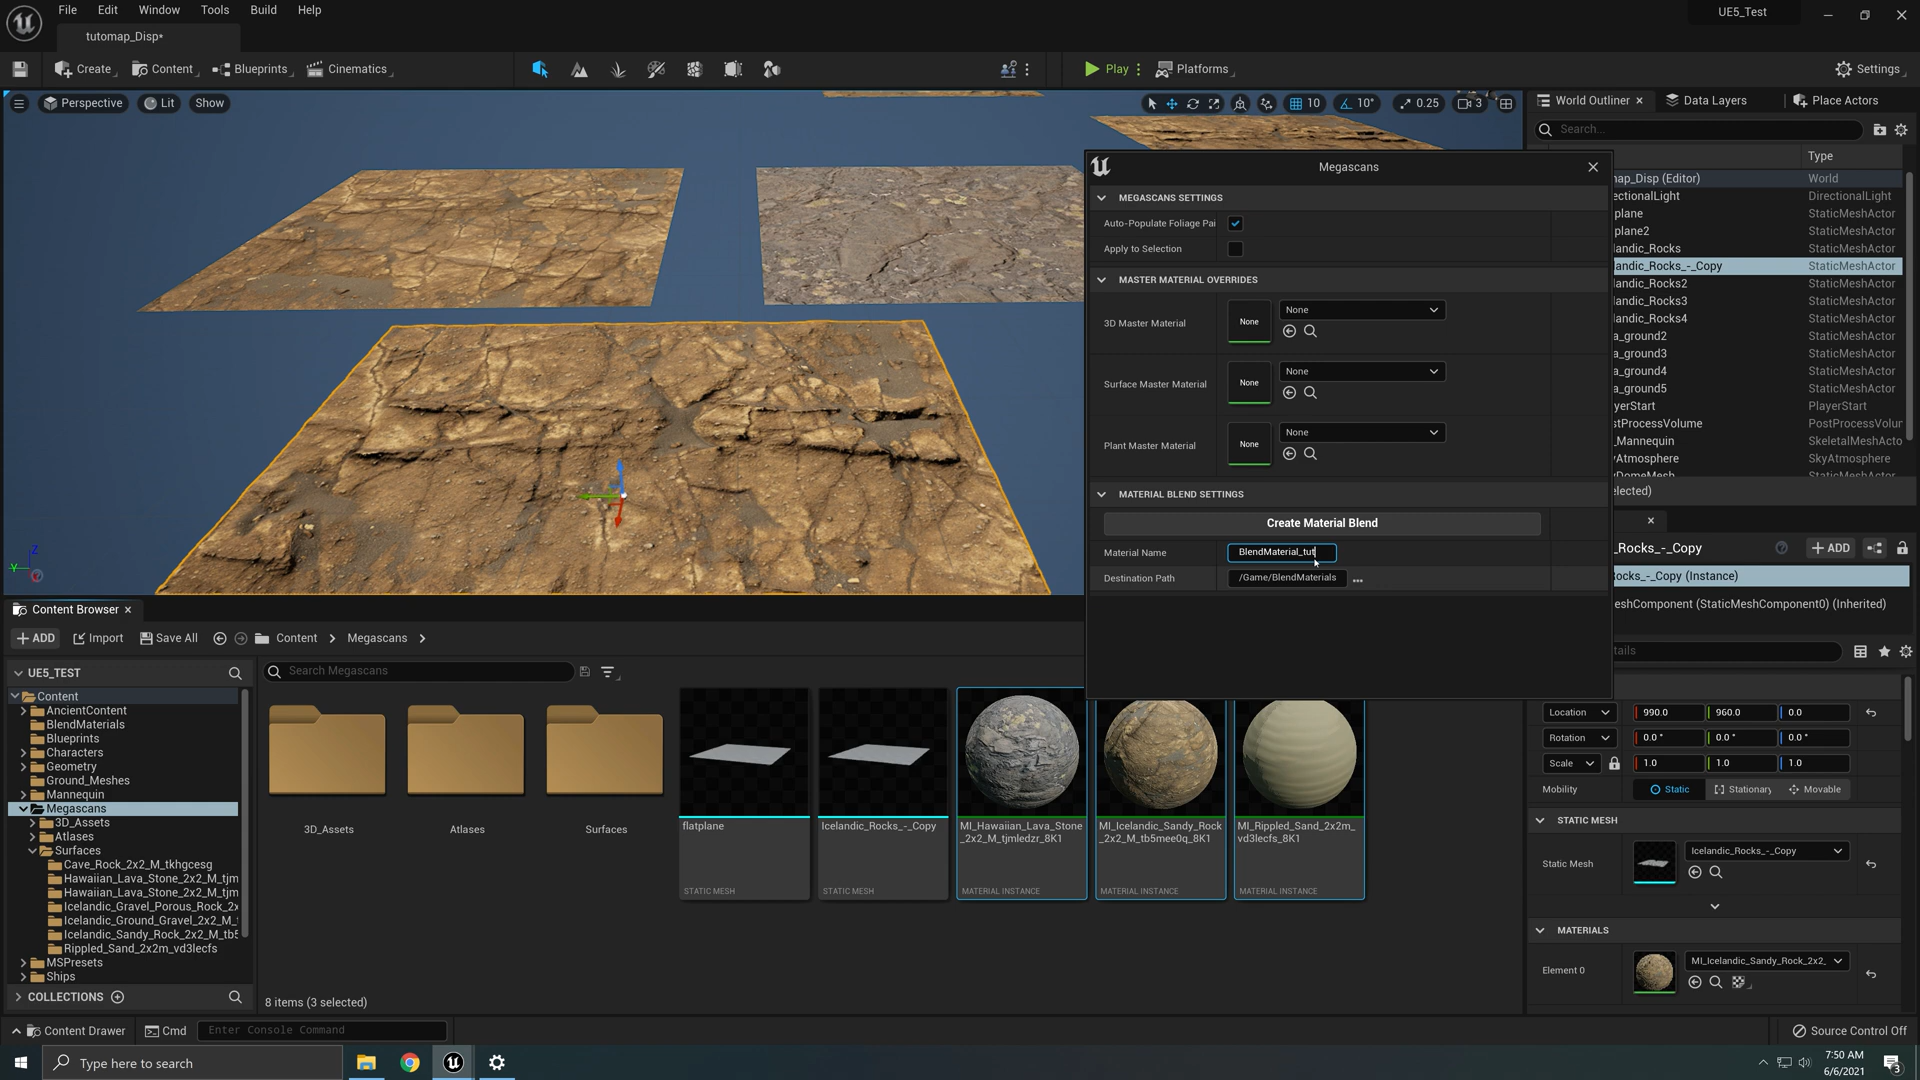 File Edit Window Tools Build Help
UE5_Test
tutomap_Disp*
Create Content Blueprints Cinematics Play Platforms Settings
Perspective Lit Show
10 10° 0.25 3
World Outliner Data Layers Place Actors
Search...
Type
map_Disp (Editor) World
ectionalLight DirectionalLight
plane StaticMeshActor
plane2 StaticMeshActor
landic_Rocks StaticMeshActor
landic_Rocks_-_Copy StaticMeshActor
landic_Rocks2 StaticMeshActor
landic_Rocks3 StaticMeshActor
landic_Rocks4 StaticMeshActor
a_ground2 StaticMeshActor
a_ground3 StaticMeshActor
a_ground4 StaticMeshActor
a_ground5 StaticMeshActor
yerStart PlayerStart
stProcessVolume PostProcessVolur
_Mannequin SkeletalMeshActo
yAtmosphere SkyAtmosphere
elected)
Megascans
MEGASCANS SETTINGS
Auto-Populate Foliage Pai
Apply to Selection
MASTER MATERIAL OVERRIDES
3D Master Material None None
Surface Master Material None None
Plant Master Material None None
MATERIAL BLEND SETTINGS
Create Material Blend
Material Name BlendMaterial_tut
Destination Path /Game/BlendMaterials ...
_Rocks_-_Copy ADD
ocks_-_Copy (Instance)
eshComponent (StaticMeshComponent0) (Inherited)
tails
Location 990.0 960.0 0.0
Rotation 0.0 ° 0.0 ° 0.0 °
Scale 1.0 1.0 1.0
Mobility Static Stationary Movable
STATIC MESH
Static Mesh Icelandic_Rocks_-_Copy
MATERIALS
Element 0 MI_Icelandic_Sandy_Rock_2x2_
Z
Y
Content Browser
ADD Import Save All Content Megascans
UE5_TEST
Search Megascans
Content
AncientContent
BlendMaterials
Blueprints
Characters
Geometry
Ground_Meshes
Mannequin
Megascans
3D_Assets
Atlases
Surfaces
Cave_Rock_2x2_M_tkhgcesg
Hawaiian_Lava_Stone_2x2_M_tjm
Hawaiian_Lava_Stone_2x2_M_tjm
Icelandic_Gravel_Porous_Rock_2x
Icelandic_Ground_Gravel_2x2_M_
Icelandic_Sandy_Rock_2x2_M_tb5
Rippled_Sand_2x2m_vd3lecfs
MSPresets
Ships
COLLECTIONS
3D_Assets
Atlases
Surfaces
flatplane
STATIC MESH
Icelandic_Rocks_-_Copy
STATIC MESH
MI_Hawaiian_Lava_Stone
_2x2_M_tjmledzr_8K1
MATERIAL INSTANCE
MI_Icelandic_Sandy_Rock
_2x2_M_tb5mee0q_8K1
MATERIAL INSTANCE
MI_Rippled_Sand_2x2m_
vd3lecfs_8K1
MATERIAL INSTANCE
8 items (3 selected)
Content Drawer Cmd Enter Console Command Source Control Off
Type here to search
7:50 AM
6/6/2021
3